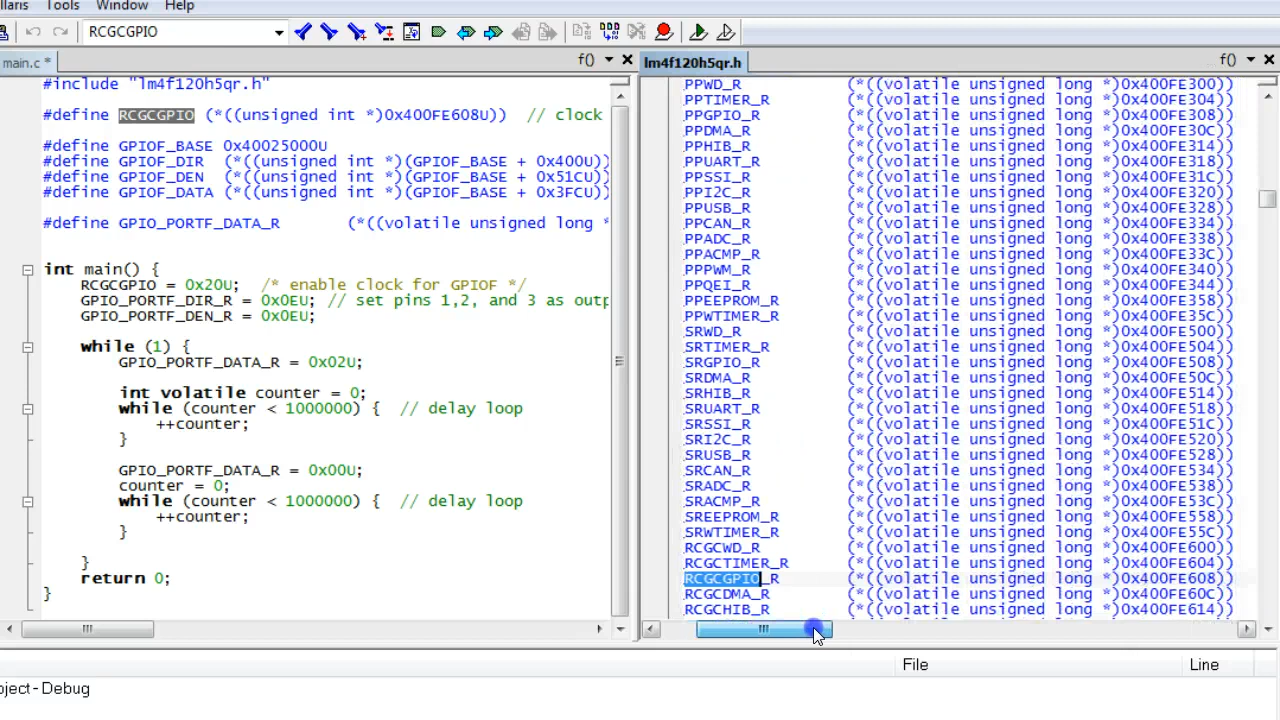 llaris Tools Window Help
RCGCGPIO
main.c * f()
#include "lm4f120h5qr.h"
#define RCGCGPIO (*((unsigned int *)0x400FE608U)) // clock
#define GPIOF_BASE 0x40025000U
#define GPIOF_DIR (*((unsigned int *)(GPIOF_BASE + 0x400U))
#define GPIOF_DEN (*((unsigned int *)(GPIOF_BASE + 0x51CU))
#define GPIOF_DATA (*((unsigned int *)(GPIOF_BASE + 0x3FCU))
#define GPIO_PORTF_DATA_R (*((volatile unsigned long *
int main() {
RCGCGPIO = 0x20U; /* enable clock for GPIOF */
GPIO_PORTF_DIR_R = 0x0EU; // set pins 1,2, and 3 as outp
GPIO_PORTF_DEN_R = 0x0EU;
while (1) {
GPIO_PORTF_DATA_R = 0x02U;
int volatile counter = 0;
while (counter < 1000000) { // delay loop
++counter;
}
GPIO_PORTF_DATA_R = 0x00U;
counter = 0;
while (counter < 1000000) { // delay loop
++counter;
}
}
return 0;
}
lm4f120h5qr.h f()
PPWD_R (*((volatile unsigned long *)0x400FE300))
PPTIMER_R (*((volatile unsigned long *)0x400FE304))
PPGPIO_R (*((volatile unsigned long *)0x400FE308))
PPDMA_R (*((volatile unsigned long *)0x400FE30C))
PPHIB_R (*((volatile unsigned long *)0x400FE314))
PPUART_R (*((volatile unsigned long *)0x400FE318))
PPSSI_R (*((volatile unsigned long *)0x400FE31C))
PPI2C_R (*((volatile unsigned long *)0x400FE320))
PPUSB_R (*((volatile unsigned long *)0x400FE328))
PPCAN_R (*((volatile unsigned long *)0x400FE334))
PPADC_R (*((volatile unsigned long *)0x400FE338))
PPACMP_R (*((volatile unsigned long *)0x400FE33C))
PPPWM_R (*((volatile unsigned long *)0x400FE340))
PPQEI_R (*((volatile unsigned long *)0x400FE344))
PPEEPROM_R (*((volatile unsigned long *)0x400FE358))
PPWTIMER_R (*((volatile unsigned long *)0x400FE35C))
SRWD_R (*((volatile unsigned long *)0x400FE500))
SRTIMER_R (*((volatile unsigned long *)0x400FE504))
SRGPIO_R (*((volatile unsigned long *)0x400FE508))
SRDMA_R (*((volatile unsigned long *)0x400FE50C))
SRHIB_R (*((volatile unsigned long *)0x400FE514))
SRUART_R (*((volatile unsigned long *)0x400FE518))
SRSSI_R (*((volatile unsigned long *)0x400FE51C))
SRI2C_R (*((volatile unsigned long *)0x400FE520))
SRUSB_R (*((volatile unsigned long *)0x400FE528))
SRCAN_R (*((volatile unsigned long *)0x400FE534))
SRADC_R (*((volatile unsigned long *)0x400FE538))
SRACMP_R (*((volatile unsigned long *)0x400FE53C))
SREEPROM_R (*((volatile unsigned long *)0x400FE558))
SRWTIMER_R (*((volatile unsigned long *)0x400FE55C))
RCGCWD_R (*((volatile unsigned long *)0x400FE600))
RCGCTIMER_R (*((volatile unsigned long *)0x400FE604))
RCGCGPIO_R (*((volatile unsigned long *)0x400FE608))
RCGCDMA_R (*((volatile unsigned long *)0x400FE60C))
RCGCHIB_R (*((volatile unsigned long *)0x400FE614))
File Line
oject - Debug